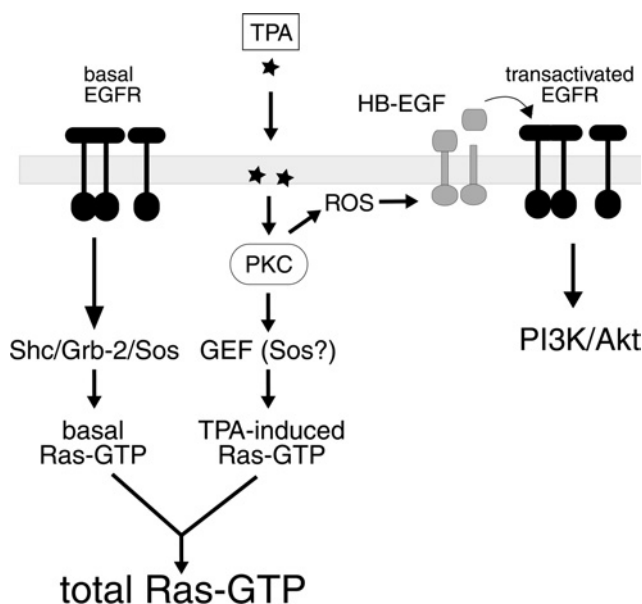 TPA
basal
EGFR
HB-EGF
transactivated
EGFR
ROS
PKC
Shc/Grb-2/Sos
GEF (Sos?)
PI3K/Akt
basal
Ras-GTP
TPA-induced
Ras-GTP
total Ras-GTP